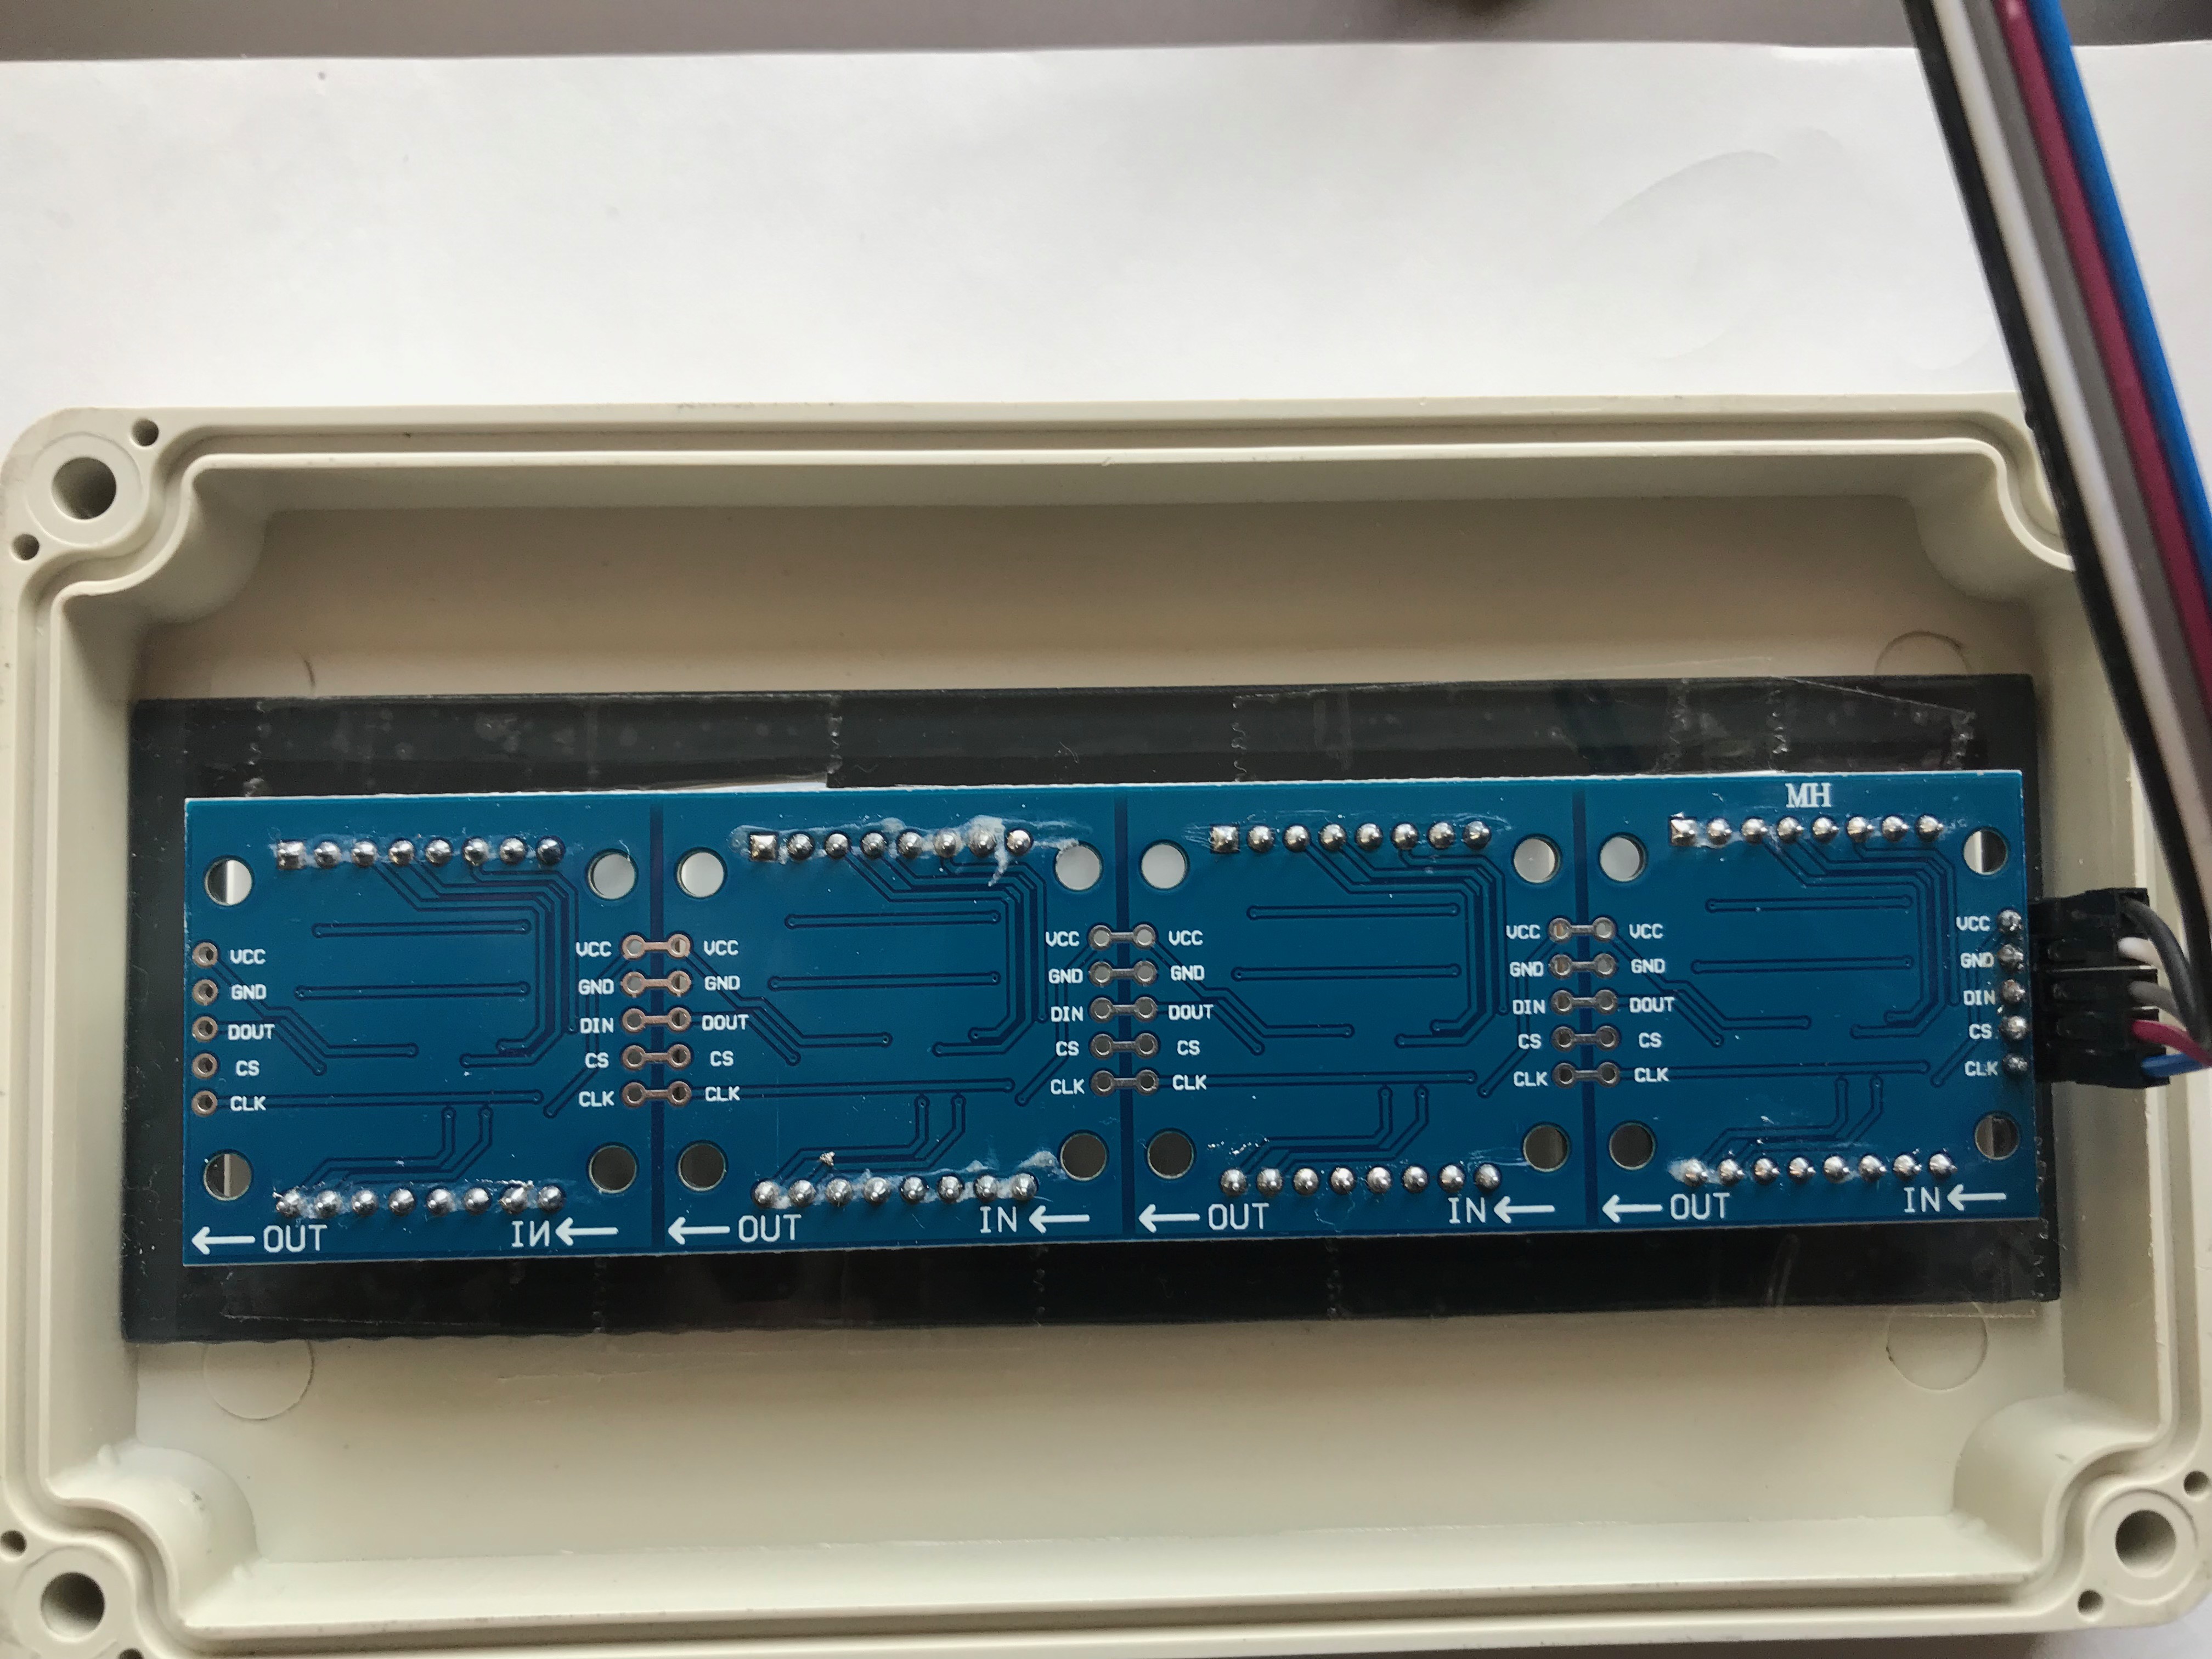 CLK CS DOUT GND VCC
←OUT
IN←
CLK CS DIN GND VCC
CLK CS DOUT GND VCC
←OUT
IN←
CLK CS DIN GND VCC
CLK CS DOUT GND VCC
←OUT
IN←
CLK CS DIN GND VCC
CLK CS DOUT GND VCC
←OUT
MH
IN←
CLK CS DIN GND VCC